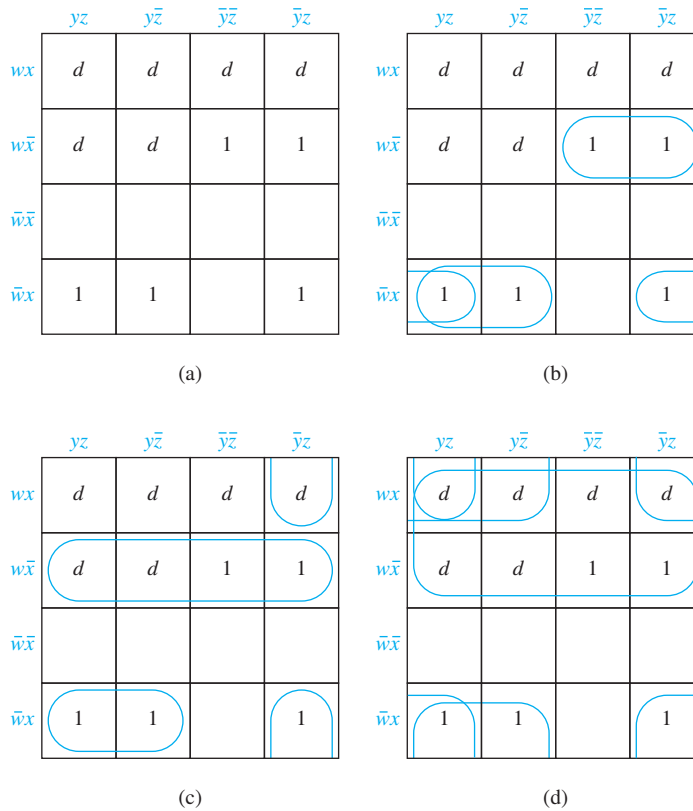 yz yz̄ ȳz̄ ȳz yz yz̄ ȳz̄ ȳz
wx d d d d wx d d d d
wx̄ d d 1 1 wx̄ d d 1 1
w̄x̄ w̄x̄
w̄x 1 1 1 w̄x 1 1 1
(a) (b)
yz yz̄ ȳz̄ ȳz yz yz̄ ȳz̄ ȳz
wx d d d d wx d d d d
wx̄ d d 1 1 wx̄ d d 1 1
w̄x̄ w̄x̄
w̄x 1 1 1 w̄x 1 1 1
(c) (d)